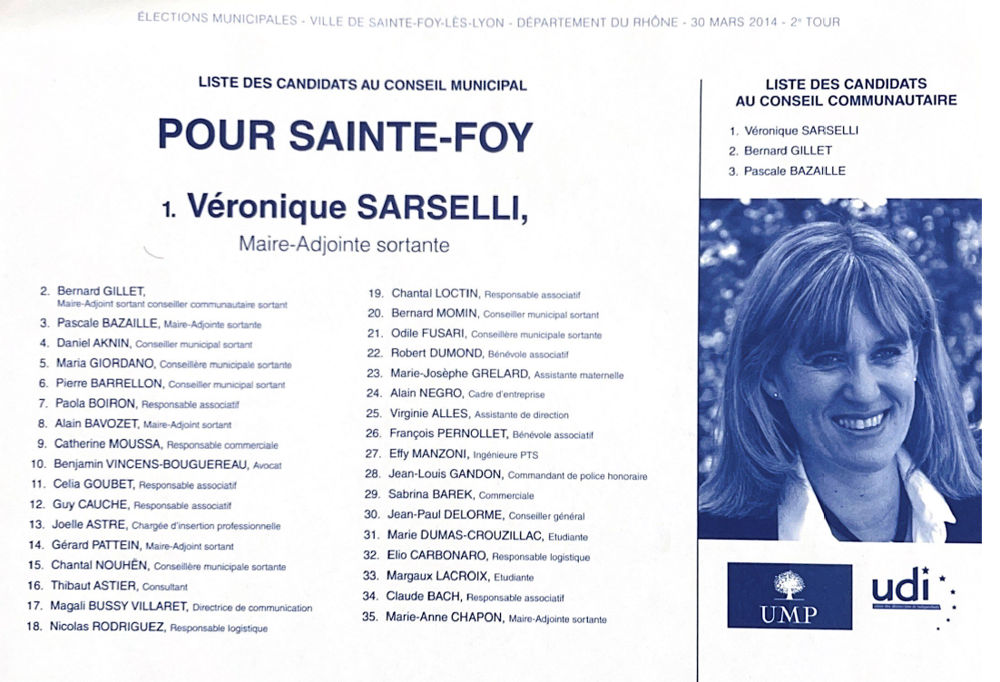 ÉLECTIONS MUNICIPALES - VILLE DE SAINTE-FOY-LÈS-LYON - DÉPARTEMENT DU RHÔNE - 30 MARS 2014 - 2e TOUR
LISTE DES CANDIDATS AU CONSEIL MUNICIPAL
POUR SAINTE-FOY
1. Véronique SARSELLI,
Maire-Adjointe sortante
2. Bernard GILLET,
Maire-Adjoint sortant conseiller communautaire sortant
3. Pascale BAZAILLE, Maire-Adjointe sortante
4. Daniel AKNIN, Conseiller municipal sortant
5. Maria GIORDANO, Conseillère municipale sortante
6. Pierre BARRELLON, Conseiller municipal sortant
7. Paola BOIRON, Responsable associatif
8. Alain BAVOZET, Maire-Adjoint sortant
9. Catherine MOUSSA, Responsable commerciale
10. Benjamin VINCENS-BOUGUEREAU, Avocat
11. Celia GOUBET, Responsable associatif
12. Guy CAUCHE, Responsable associatif
13. Joelle ASTRE, Chargée d'insertion professionnelle
14. Gérard PATTEIN, Maire-Adjoint sortant
15. Chantal NOUHËN, Conseillère municipale sortante
16. Thibaut ASTIER, Consultant
17. Magali BUSSY VILLARET, Directrice de communication
18. Nicolas RODRIGUEZ, Responsable logistique
19. Chantal LOCTIN, Responsable associatif
20. Bernard MOMIN, Conseiller municipal sortant
21. Odile FUSARI, Conseillère municipale sortante
22. Robert DUMOND, Bénévole associatif
23. Marie-Josèphe GRELARD, Assistante maternelle
24. Alain NEGRO, Cadre d'entreprise
25. Virginie ALLES, Assistante de direction
26. François PERNOLLET, Bénévole associatif
27. Effy MANZONI, Ingénieure PTS
28. Jean-Louis GANDON, Commandant de police honoraire
29. Sabrina BAREK, Commerciale
30. Jean-Paul DELORME, Conseiller général
31. Marie DUMAS-CROUZILLAC, Etudiante
32. Elio CARBONARO, Responsable logistique
33. Margaux LACROIX, Etudiante
34. Claude BACH, Responsable associatif
35. Marie-Anne CHAPON, Maire-Adjointe sortante
LISTE DES CANDIDATS
AU CONSEIL COMMUNAUTAIRE
1. Véronique SARSELLI
2. Bernard GILLET
3. Pascale BAZAILLE
UMP
udi